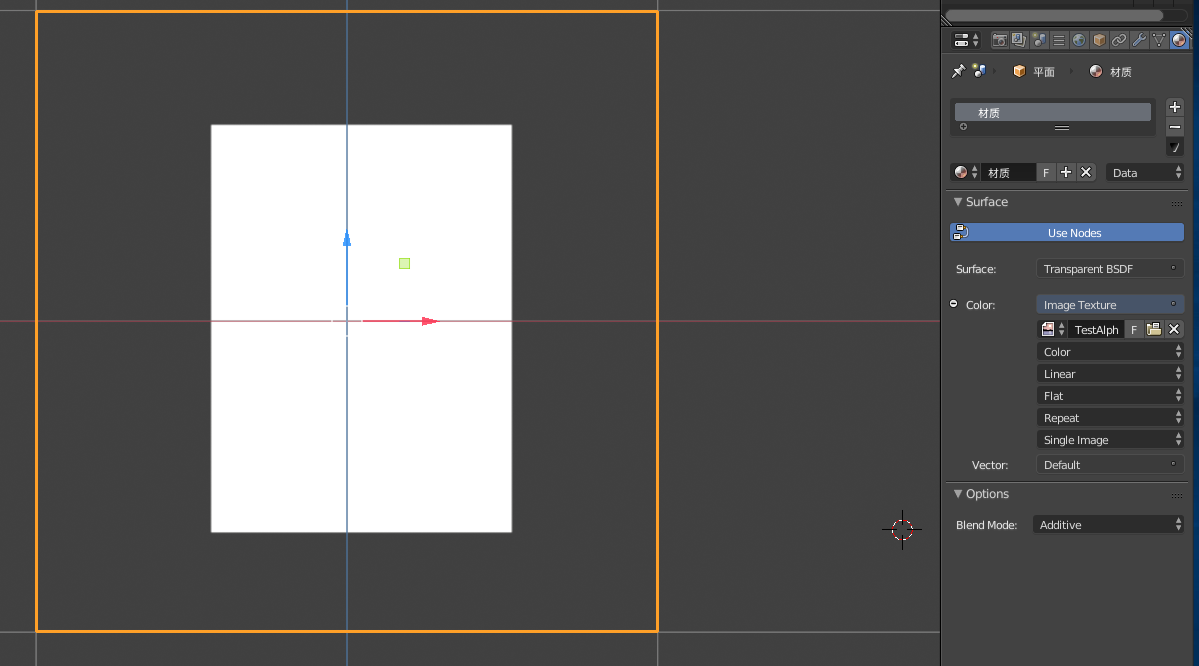 平面 材质
材质
材质 F Data
Surface
Use Nodes
Surface: Transparent BSDF
Color: Image Texture
TestAlph F
Color
Linear
Flat
Repeat
Single Image
Vector: Default
Options
Blend Mode: Additive